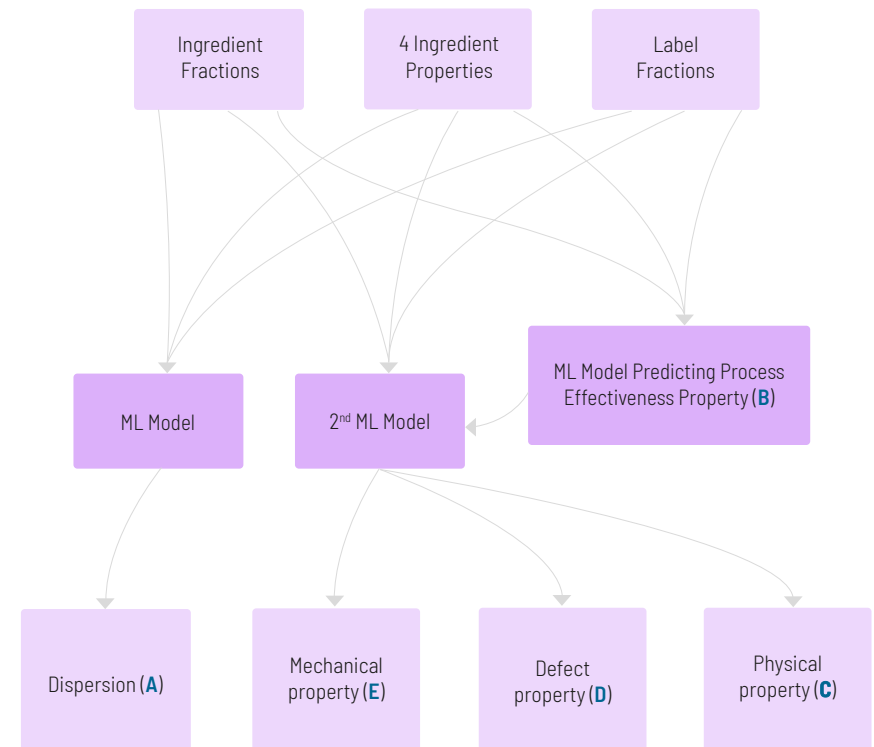 Ingredient
Fractions
4 Ingredient
Properties
Label
Fractions
ML Model
2nd ML Model
ML Model Predicting Process
Effectiveness Property (B)
Dispersion (A)
Mechanical
property (E)
Defect
property (D)
Physical
property (C)